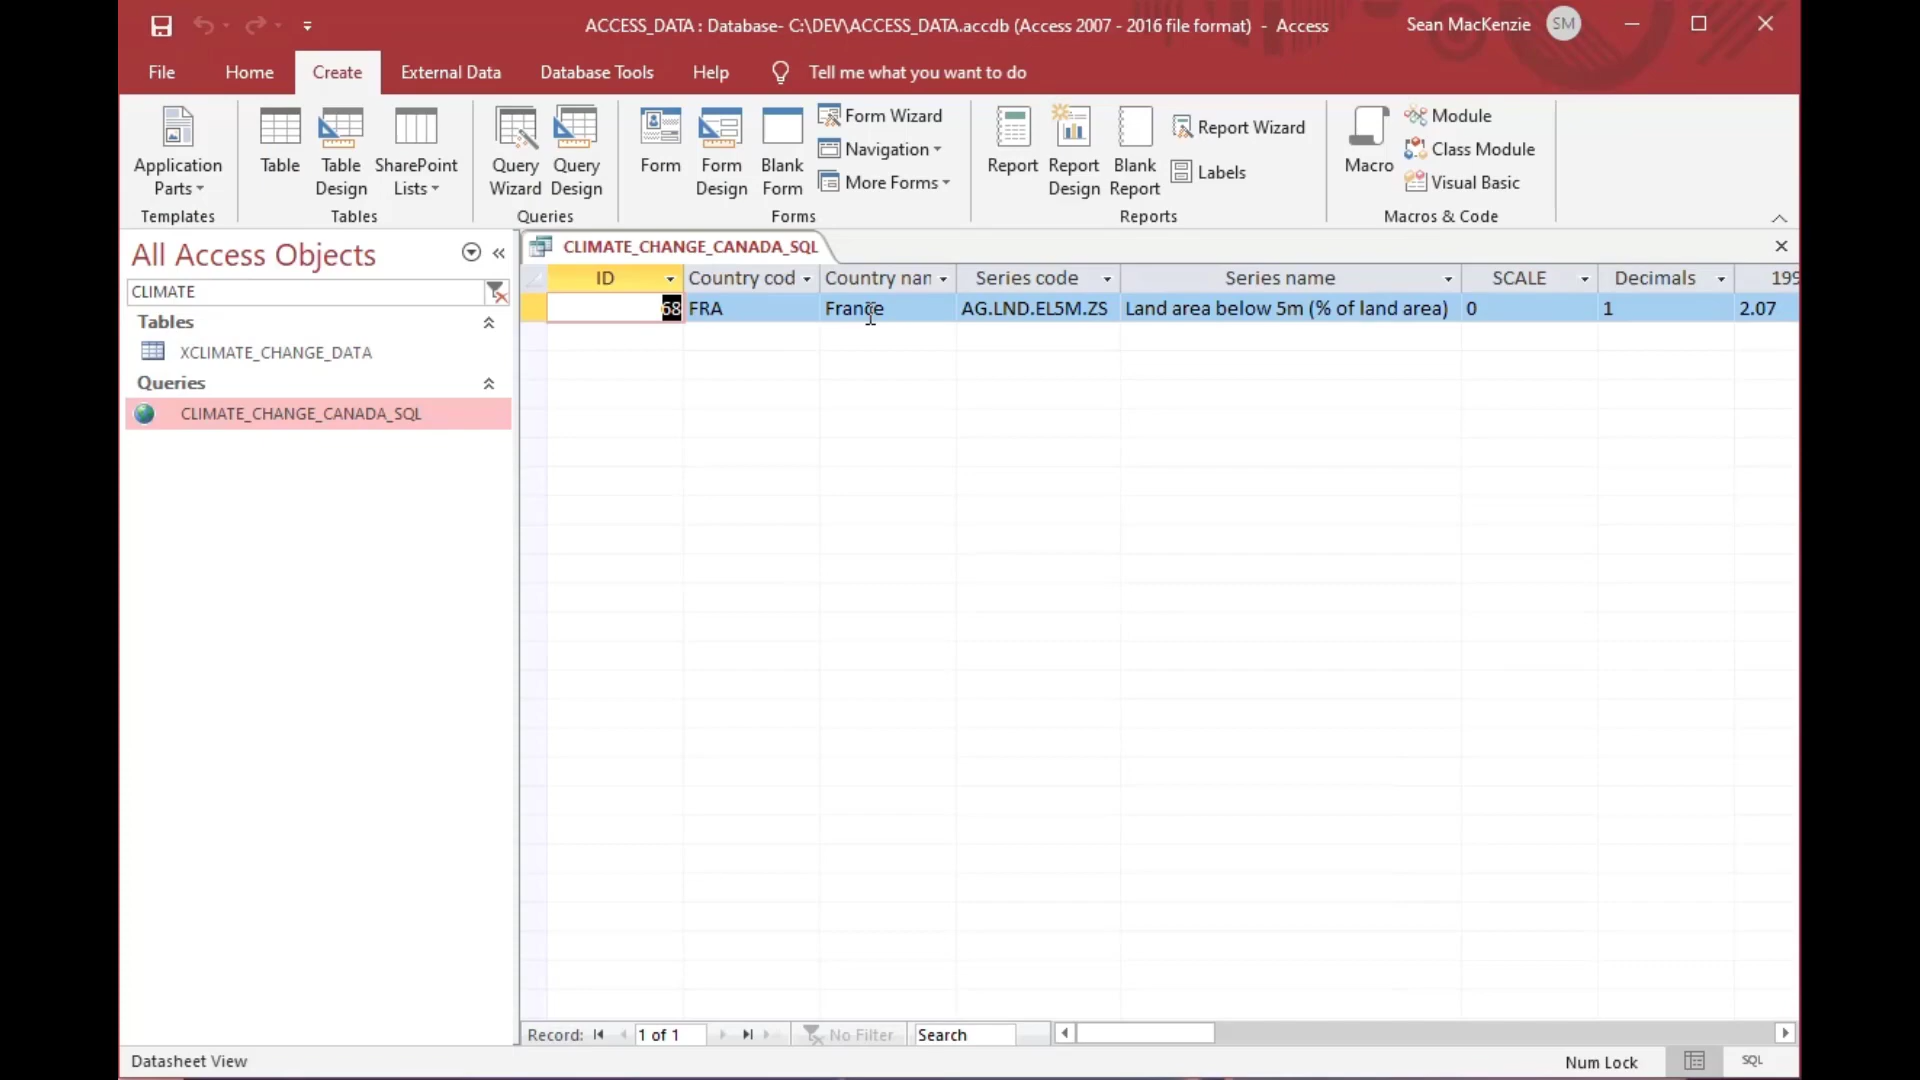 ACCESS_DATA : Database- C:\DEV\ACCESS_DATA.accdb (Access 2007 - 2016 file format) - Access
Sean MacKenzie
SM
File
Home
Create
External Data
Database Tools
Help
Tell me what you want to do
Application
Parts
Templates
Table
Table
Design
SharePoint
Lists
Tables
Query
Wizard
Query
Design
Queries
Form
Form
Design
Blank
Form
Form Wizard
Navigation
More Forms
Forms
Report
Report
Design
Blank
Report
Report Wizard
Labels
Reports
Macro
Module
Class Module
Visual Basic
Macros & Code
All Access Objects
CLIMATE
Tables
XCLIMATE_CHANGE_DATA
Queries
CLIMATE_CHANGE_CANADA_SQL
CLIMATE_CHANGE_CANADA_SQL
ID Country cod Country nar Series code Series name SCALE Decimals 199
68 FRA France AG.LND.EL5M.ZS Land area below 5m (% of land area) 0 1 2.07
Record: 1 of 1 No Filter Search
Datasheet View
Num Lock
SQL